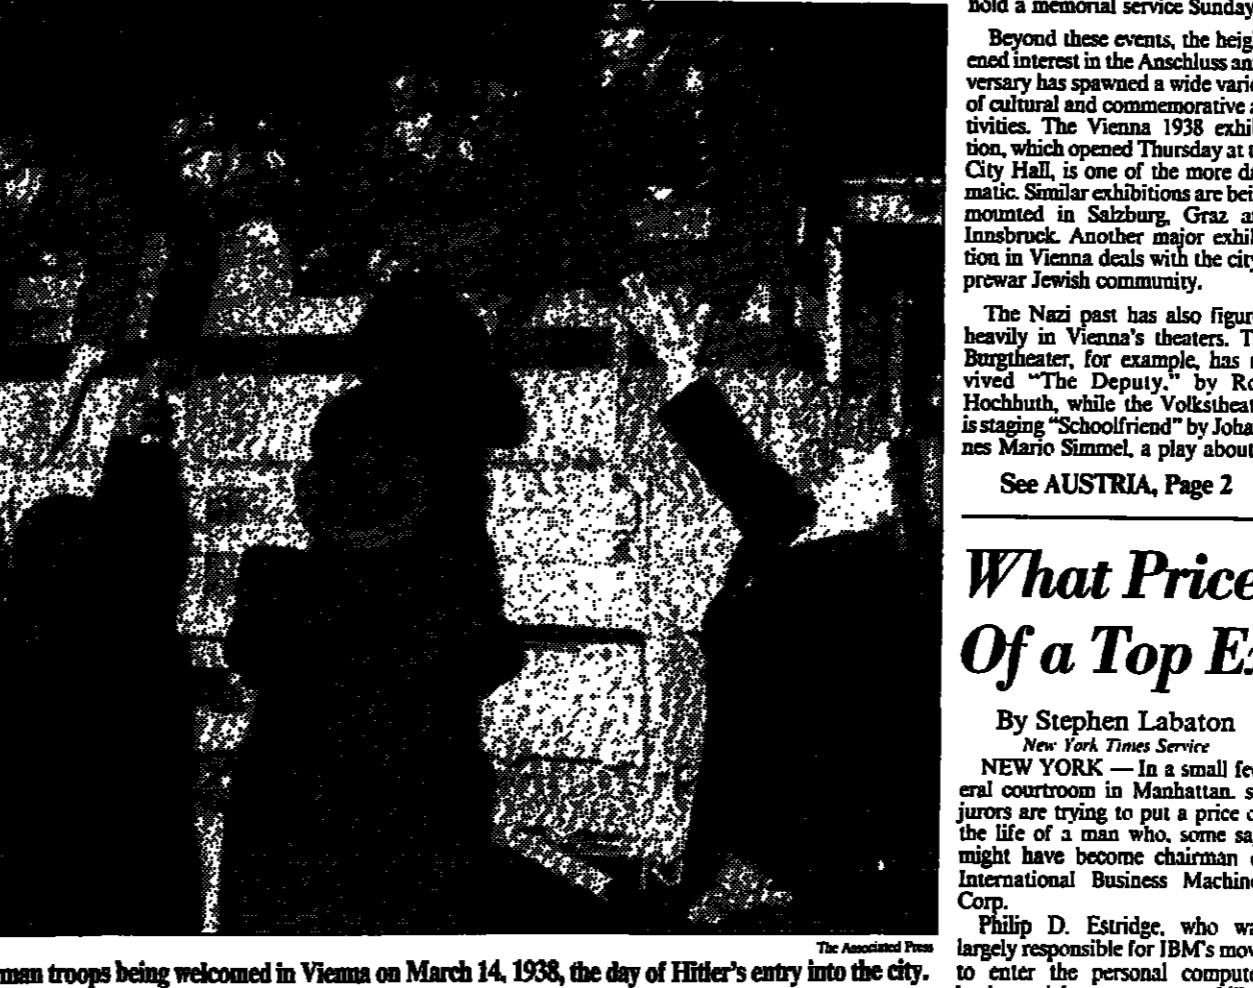 hold a memorial service Sunday
Beyond these events, the heig
ened interest in the Anschluss an
versary has spawned a wide varie
of cultural and commemorative a
tivities. The Vienna 1938 exhi
tion, which opened Thursday at t
City Hall, is one of the more da
matic. Similar exhibitions are bei
mounted in Salzburg, Graz a
Innsbruck. Another major exhi
tion in Vienna deals with the city
prewar Jewish community.
The Nazi past has also figur
heavily in Vienna's theaters. T
Burgtheater, for example, has r
vived "The Deputy," by Ro
Hochhuth, while the Volkstheat
is staging "Schoolfriend" by Joha
nes Mario Simmel, a play about
See AUSTRIA, Page 2
What Price
Of a Top E
By Stephen Labaton
New York Times Service
NEW YORK — In a small fe
eral courtroom in Manhattan, s
jurors are trying to put a price o
the life of a man who, some sa
might have become chairman o
International Business Machine
Corp.
Philip D. Estridge, who wa
largely responsible for IBM's mov
to enter the personal compute
The Associated Press
man troops being welcomed in Vienna on March 14, 1938, the day of Hitler's entry into the city.